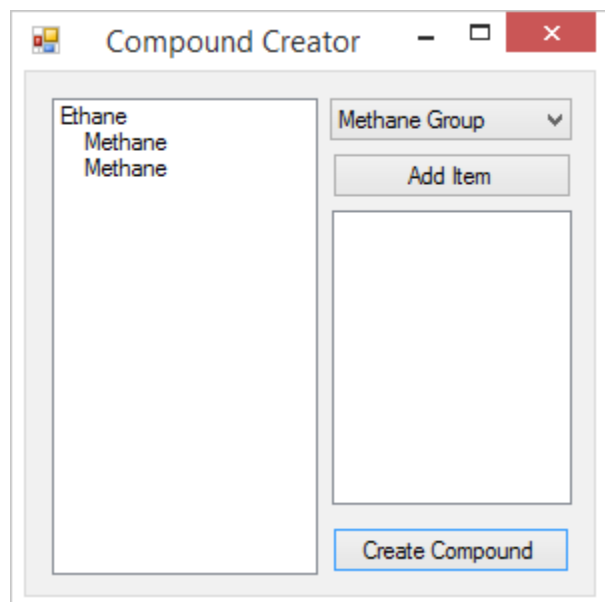 Compound Creator
Ethane
Methane
Methane
Methane Group
Add Item
Create Compound